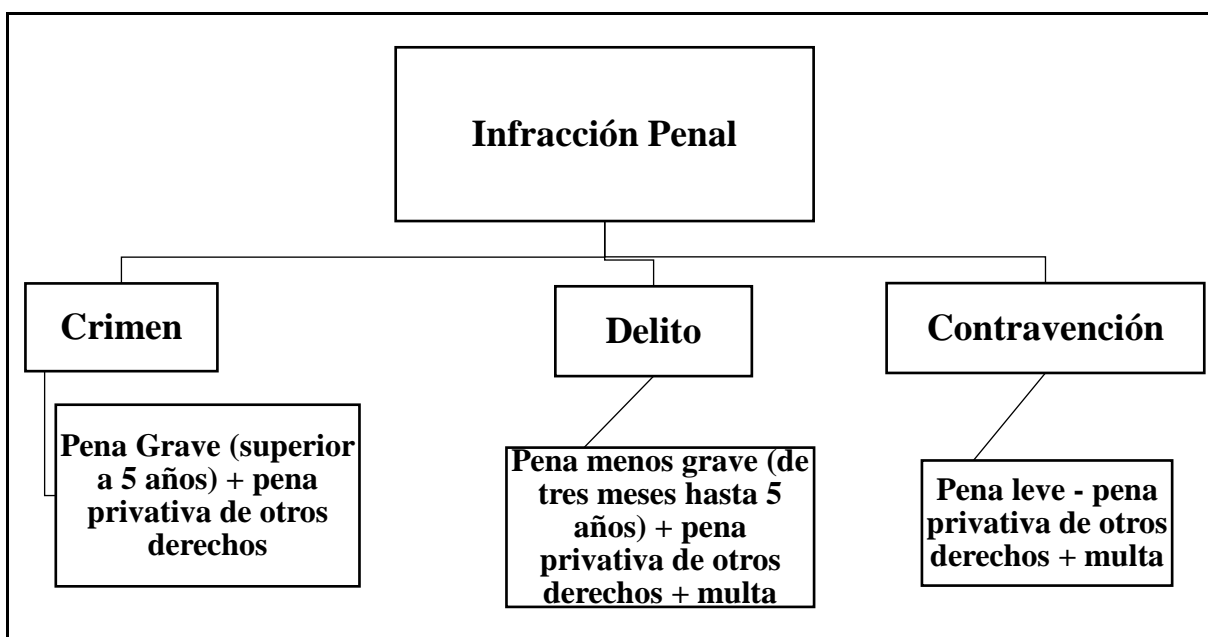 Infracción Penal
Crimen
Delito
Contravención
Pena Grave (superior
a 5 años) + pena
privativa de otros
derechos
Pena menos grave (de
tres meses hasta 5
años) + pena
privativa de otros
derechos + multa
Pena leve - pena
privativa de otros
derechos + multa